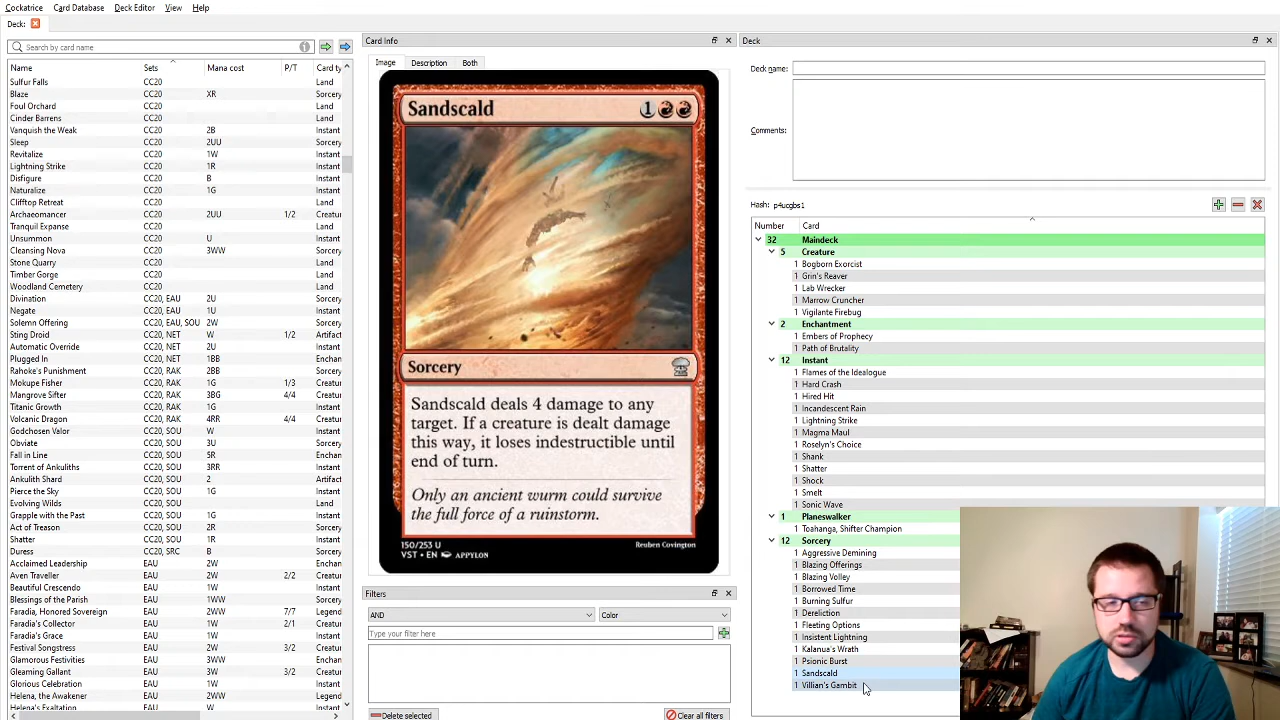 Cockatrice Card Database Deck Editor View Help
Deck:
Search by card name
Name Sets Mana cost P/T Card ty
Sulfur Falls CC20 Land
Blaze CC20 XR Sorcery
Foul Orchard CC20 Land
Cinder Barrens CC20 Land
Vanquish the Weak CC20 2B Instant
Sleep CC20 2UU Sorcery
Revitalize CC20 1W Instant
Lightning Strike CC20 1R Instant
Disfigure CC20 B Instant
Naturalize CC20 1G Instant
Clifftop Retreat CC20 Land
Archaeomancer CC20 2UU 1/2 Creatur
Tranquil Expanse CC20 Land
Unsummon CC20 U Instant
Cleansing Nova CC20 3WW Sorcery
Stone Quarry CC20 Land
Timber Gorge CC20 Land
Woodland Cemetery CC20 Land
Divination CC20, EAU 2U Sorcery
Negate CC20, EAU 1U Instant
Solemn Offering CC20, EAU, SOU 2W Sorcery
Sting Droid CC20, NET W 1/2 Artifact
Automatic Override CC20, NET 2U Instant
Plugged In CC20, NET 1BB Enchan
Rahoke's Punishment CC20, RAK 2BB Enchan
Mokupe Fisher CC20, RAK 1G 1/3 Creatur
Mangrove Sifter CC20, RAK 3BG 4/4 Creatur
Titanic Growth CC20, RAK 1G Instant
Volcanic Dragon CC20, RAK 4RR 4/4 Creatur
Godchosen Valor CC20, SOU W Instant
Obviate CC20, SOU 3U Instant
Fall in Line CC20, SOU 5R Sorcery
Torrent of Ankuliths CC20, SOU 3RR Instant
Ankulith Shard CC20, SOU 2 Artifact
Pierce the Sky CC20, SOU 1G Instant
Evolving Wilds CC20, SOU Land
Grapple with the Past CC20, SOU 1G Instant
Act of Treason CC20, SOU 2R Sorcery
Shatter CC20, SOU 1R Instant
Duress CC20, SRC B Sorcery
Acclaimed Leadership EAU 2W Enchan
Aven Traveller EAU 2W 2/2 Creatur
Beautiful Crescendo EAU 1W Instant
Blessings of the Parish EAU 1WW Instant
Faradia, Honored Sovereign EAU 2WW 7/7 Legend
Faradia's Collector EAU 2W 2/1 Creatur
Faradia's Grace EAU 1W Instant
Festival Songstress EAU 2W 3/2 Creatur
Glamorous Festivities EAU 3WW Enchan
Gleaming Gallant EAU 3W 3/2 Creatur
Glorious Celebration EAU 1W Instant
Helena, the Awakener EAU 2WW Legend
Helena's Exaltation EAU 2W Instant
Card Info
Image Description Both
Sandscald 1
Sorcery
Sandscald deals 4 damage to any
target. If a creature is dealt damage
this way, it loses indestructible until
end of turn.
Only an ancient wurm could survive
the full force of a ruinstorm.
150/253 U Reuben Covington
VST • EN APPYLON
Filters
AND Color
Type your filter here
Delete selected Clear all filters
Deck
Deck name:
Comments:
Hash: p4ucgbs1
Number Card
32 Maindeck
5 Creature
1 Bogborn Exorcist
1 Grin's Reaver
1 Lab Wrecker
1 Marrow Cruncher
1 Vigilante Firebug
2 Enchantment
1 Embers of Prophecy
1 Path of Brutality
12 Instant
1 Flames of the Idealogue
1 Hard Crash
1 Hired Hit
1 Incandescent Rain
1 Lightning Strike
1 Magma Maul
1 Roselyn's Choice
1 Shank
1 Shatter
1 Shock
1 Smelt
1 Sonic Wave
1 Planeswalker
1 Toahanga, Shifter Champion
12 Sorcery
1 Aggressive Demining
1 Blazing Offerings
1 Blazing Volley
1 Borrowed Time
1 Burning Sulfur
1 Dereliction
1 Fleeting Options
1 Insistent Lightning
1 Kalanua's Wrath
1 Psionic Burst
1 Sandscald
1 Villian's Gambit